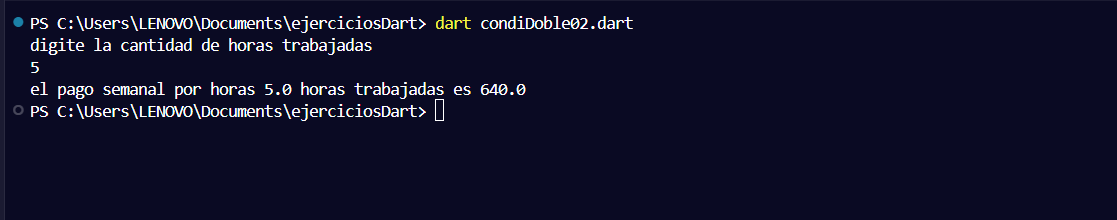 PS C:\Users\LENOVO\Documents\ejerciciosDart> dart condiDoble02.dart
digite la cantidad de horas trabajadas
5
el pago semanal por horas 5.0 horas trabajadas es 640.0
PS C:\Users\LENOVO\Documents\ejerciciosDart>